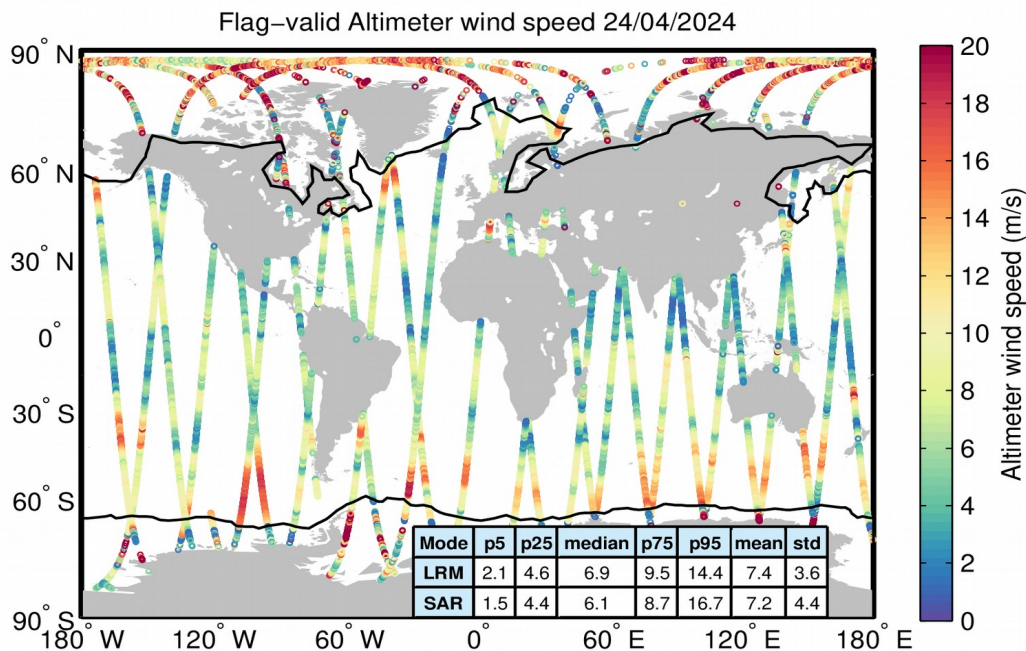 Flag−valid Altimeter wind speed 24/04/2024
90° N
60° N
30° N
0°
30° S
60° S
90° S
180° W
120° W
60° W
0°
60° E
120° E
180° E
Mode p5 p25 median p75 p95 mean std
LRM 2.1 4.6 6.9 9.5 14.4 7.4 3.6
SAR 1.5 4.4 6.1 8.7 16.7 7.2 4.4
20
18
16
14
12
10
8
6
4
2
0
Altimeter wind speed (m/s)